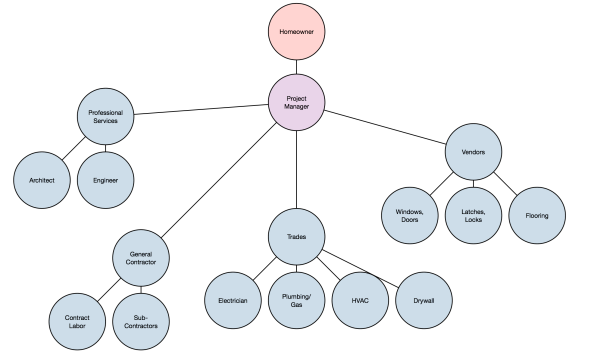 Homeowner
Project
Manager
Professional
Services
Vendors
Architect
Engineer
Windows,
Doors
Latches,
Locks
Flooring
Trades
General
Contractor
Electrician
Plumbing/
Gas
HVAC
Drywall
Contract
Labor
Sub-
Contractors